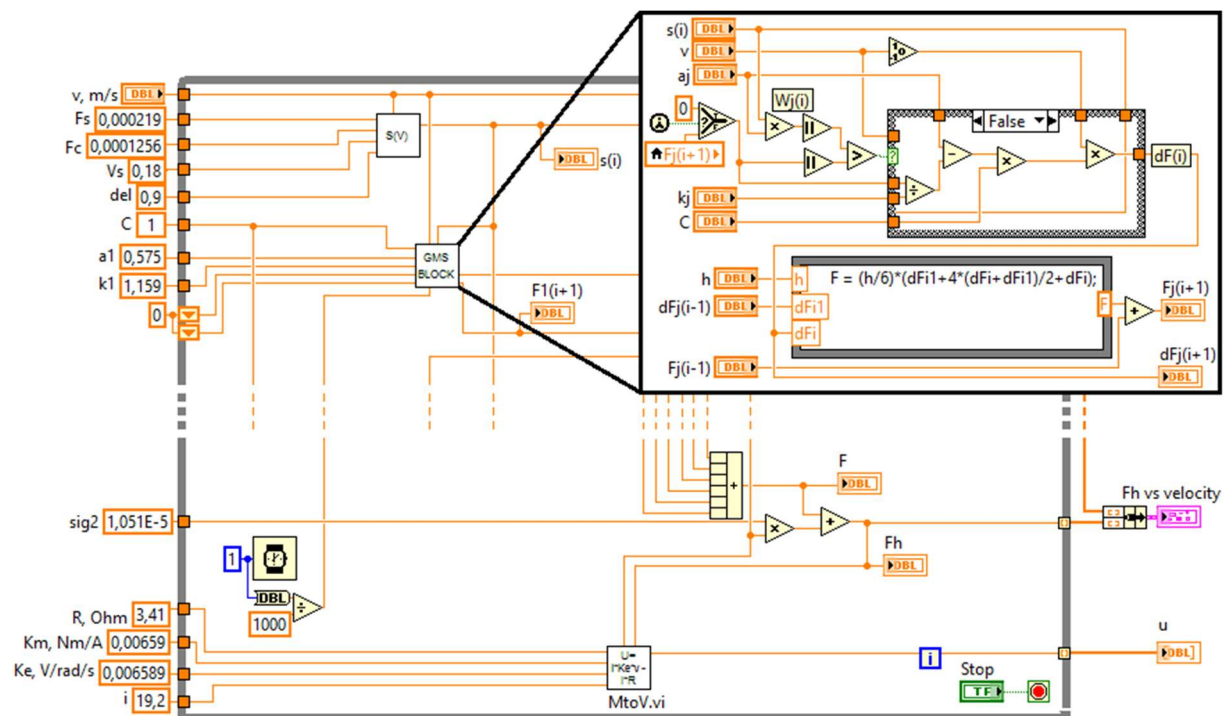 s(i) DBL
v DBL
aj DBL
Wj(i)
0
False
Fj(i+1)
dF(i)
kj DBL
C DBL
h DBL
h
F = (h/6)*(dFi1+4*(dFi+dFi1)/2+dFi);
F
Fj(i+1)
DBL
dFj(i-1) DBL
dFi1
dFi
Fj(i-1) DBL
dFj(i+1)
DBL
v, m/s DBL
Fs 0,000219
Fc 0,0001256
Vs 0,18
del 0,9
C 1
a1 0,575
k1 1,159
0
S(V)
DBL s(i)
GMS
BLOCK
F1(i+1)
DBL
F
DBL
sig2 1,051E-5
Fh
DBL
Fh vs velocity
1
DBL
1000
R, Ohm 3,41
Km, Nm/A 0,00659
Ke, V/rad/s 0,006589
i 19,2
U=
i*Ke*v-
I*R
MtoV.vi
i
Stop
TF
u
DBL